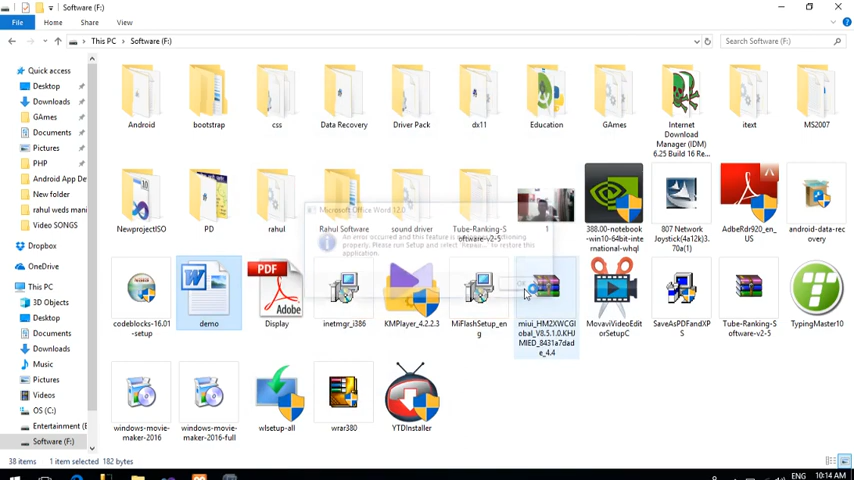 File Home Share View
This PC > Software (F:)
Search Software (F:)
Quick access
Desktop
Downloads
GAmes
Documents
Pictures
PHP
Android App De
New folder
rahul weds mani
Video SONGS
Dropbox
OneDrive
This PC
3D Objects
Desktop
Documents
Downloads
Music
Pictures
Videos
OS (C:)
Entertainment (E
Software (F:)
Android
bootstrap
css
Data Recovery
Driver Pack
dx11
Education
GAmes
Internet
Download
Manager (IDM)
6.25 Build 16 Re...
itext
MS2007
NewprojectISO
PD
rahul
Rahul Software
sound driver
Tube-Ranking-S
oftware-v2-5
1
388.00-notebook
-win10-64bit-int
ernational-whql
807 Network
Joystick(4a12k)3.
70a(1)
AdbeRdr920_en
_US
android-data-rec
overy
Microsoft Office Word 12.0
An error occurred and this feature is no longer functioning
properly. Please run Setup and select
to restore this
application.
codeblocks-16.01
-setup
demo
Display
inetmgr_i386
KMPlayer_4.2.2.3
MiFlashSetup_en
g
miui_HM2XWCGl
obal_V8.5.1.0.KHJ
MIED_8431a7dad
e_4.4
MovaviVideoEdit
orSetupC
SaveAsPDFandXP
S
Tube-Ranking-S
oftware-v2-5
TypingMaster10
windows-movie-
maker-2016
windows-movie-
maker-2016-full
wlsetup-all
wrar380
YTDInstaller
38 items 1 item selected 182 bytes
ENG 10:14 AM